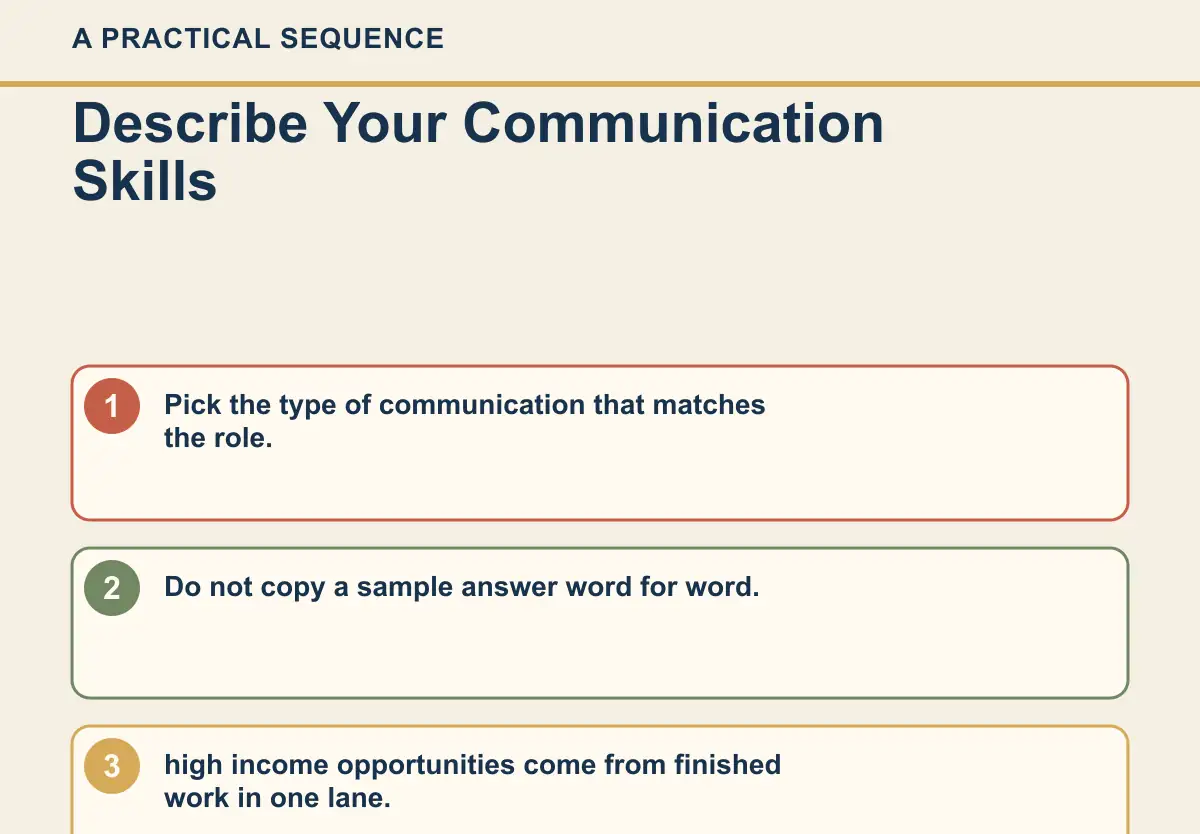 A PRACTICAL SEQUENCE
Describe Your Communication
Skills
1
Pick the type of communication that matches
the role.
2
Do not copy a sample answer word for word.
3
high income opportunities come from finished
work in one lane.